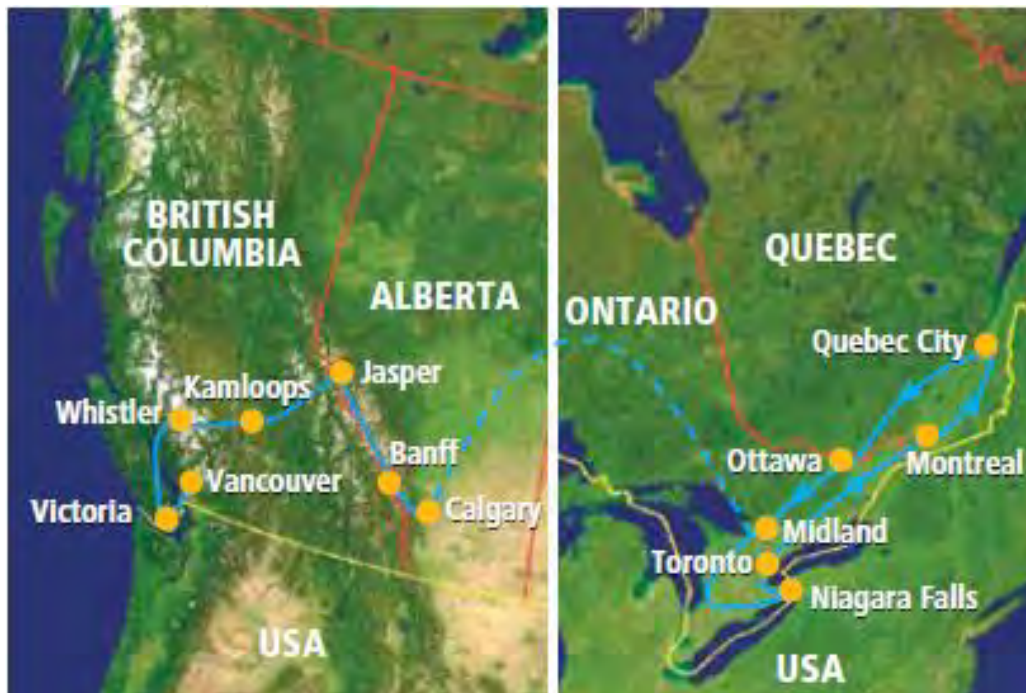 BRITISH
COLUMBIA
ALBERTA
Jasper
Kamloops
Whistler
Banff
Vancouver
Victoria
Calgary
USA
QUEBEC
ONTARIO
Quebec City
Ottawa
Montreal
Midland
Toronto
Niagara Falls
USA